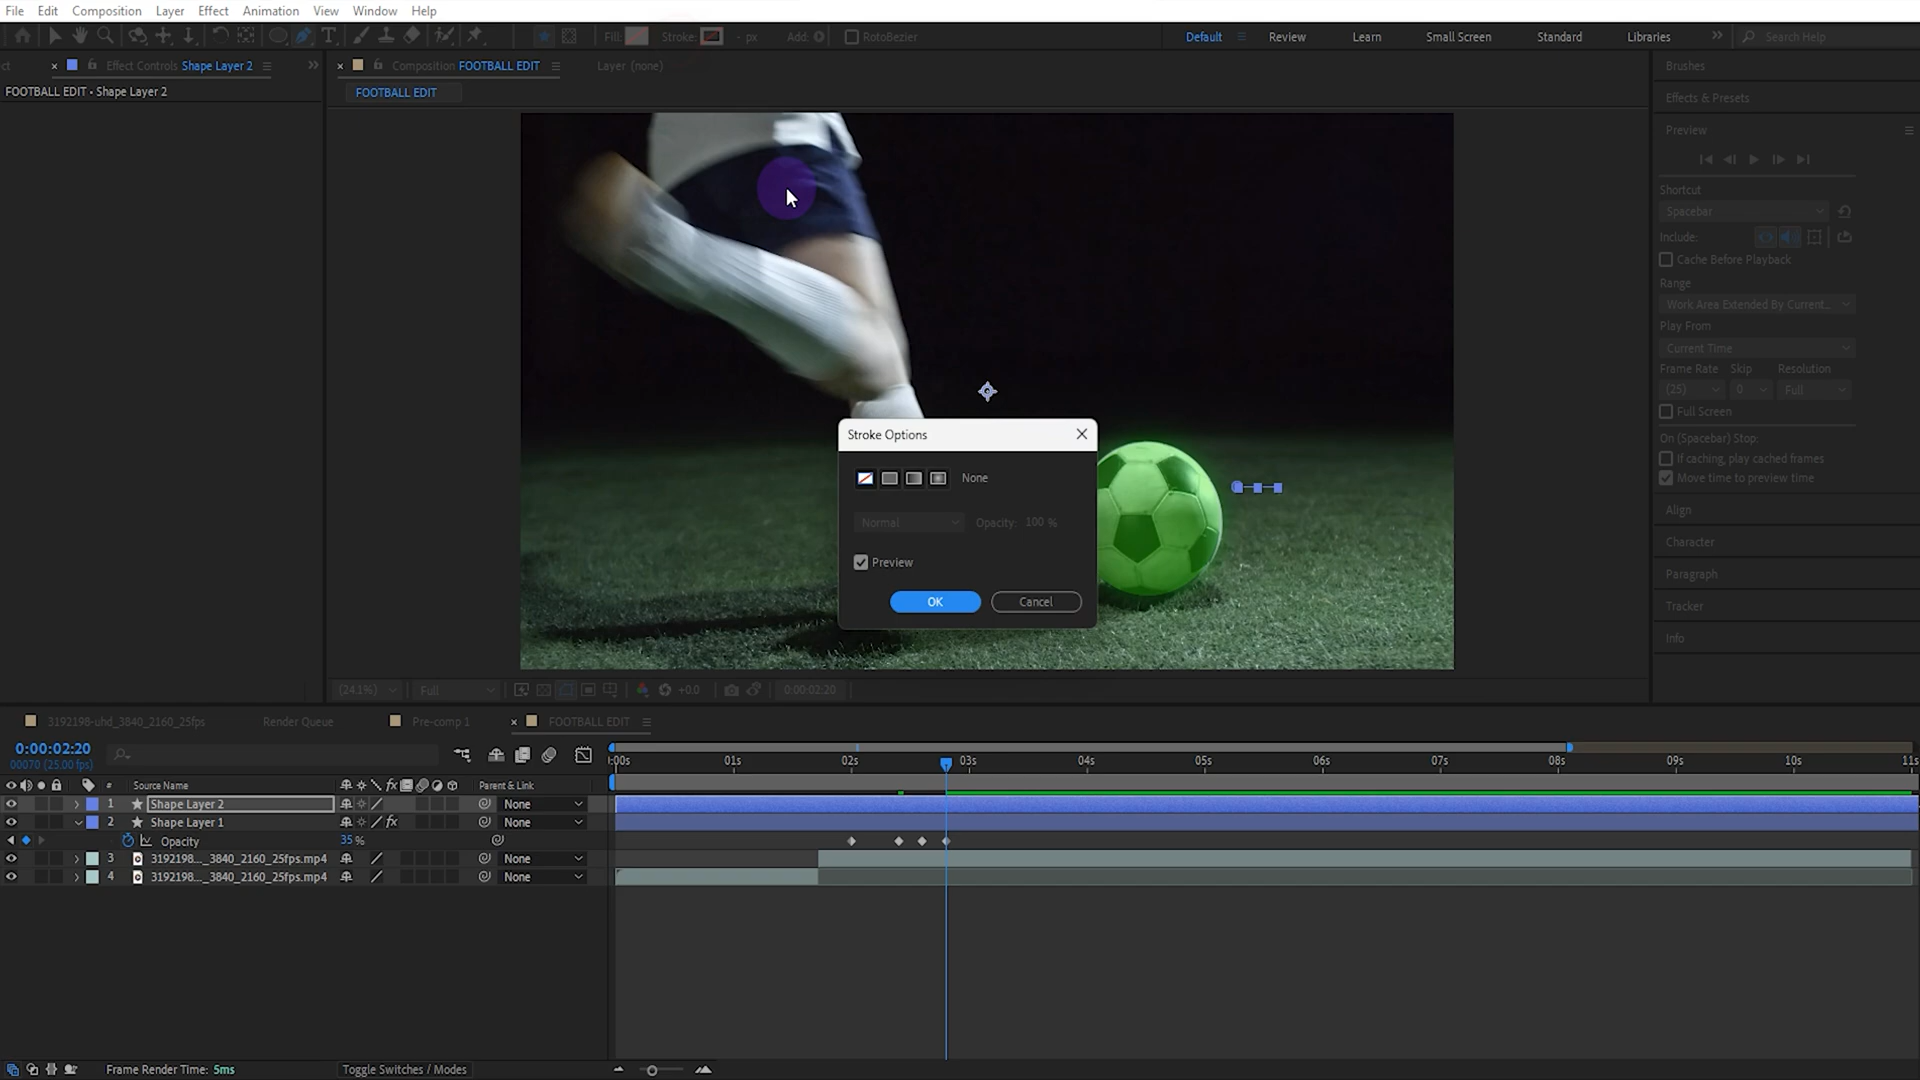 File Edit Composition Layer Effect Animation View Window Help
Fill: Stroke: - px Add: RotoBezier Default Review Learn Small Screen Standard Libraries Search Help
Effect Controls Shape Layer 2 Composition FOOTBALL EDIT Layer (none) Brushes
FOOTBALL EDIT • Shape Layer 2 FOOTBALL EDIT
Effects & Presets
Preview
Shortcut
Spacebar
Include:
Cache Before Playback
Range
Work Area Extended By Current...
Play From
Current Time
Frame Rate Skip Resolution
(25) 0 Full
Full Screen
On (Spacebar) Stop:
If caching, play cached frames
Move time to preview time
Align
Character
Paragraph
Tracker
Info
Stroke Options
None
Normal Opacity: 100 %
Preview
OK Cancel
(24.1%) Full +0.0 0:00:02:20
3192198-uhd_3840_2160_25fps Render Queue Pre-comp 1 FOOTBALL EDIT
0:00:02:20
00070 (25.00 fps)
:00s 01s 02s 03s 04s 05s 06s 07s 08s 09s 10s 11s
# Source Name fx Parent & Link
1 Shape Layer 2 None
2 Shape Layer 1 fx None
Opacity 35 %
3 3192198..._3840_2160_25fps.mp4 None
4 3192198..._3840_2160_25fps.mp4 None
Frame Render Time: 5ms Toggle Switches / Modes